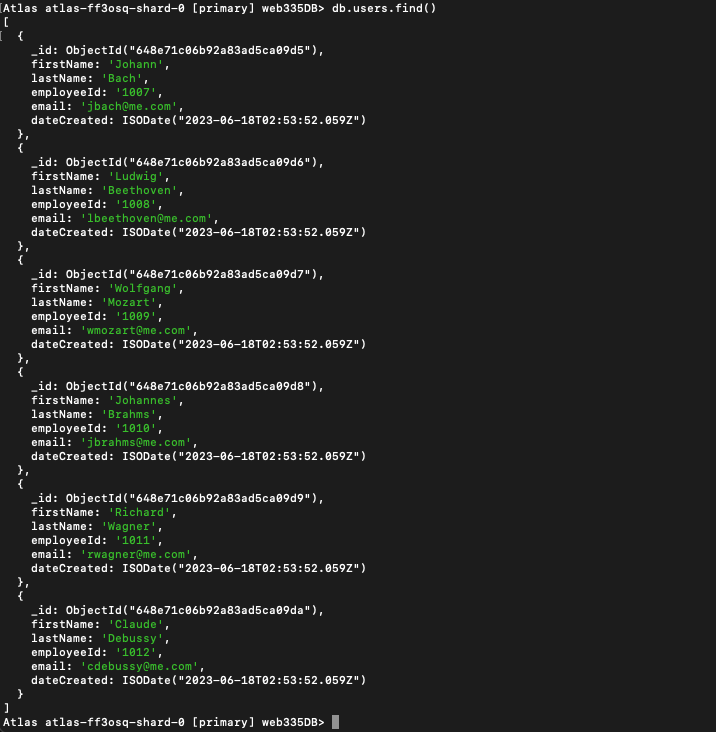 [Atlas atlas-ff3osq-shard-0 [primary] web335DB> db.users.find()
[
[ {
_id: ObjectId("648e71c06b92a83ad5ca09d5"),
firstName: 'Johann',
lastName: 'Bach',
employeeId: '1007',
email: 'jbach@me.com',
dateCreated: ISODate("2023-06-18T02:53:52.059Z")
},
{
_id: ObjectId("648e71c06b92a83ad5ca09d6"),
firstName: 'Ludwig',
lastName: 'Beethoven',
employeeId: '1008',
email: 'lbeethoven@me.com',
dateCreated: ISODate("2023-06-18T02:53:52.059Z")
},
{
_id: ObjectId("648e71c06b92a83ad5ca09d7"),
firstName: 'Wolfgang',
lastName: 'Mozart',
employeeId: '1009',
email: 'wmozart@me.com',
dateCreated: ISODate("2023-06-18T02:53:52.059Z")
},
{
_id: ObjectId("648e71c06b92a83ad5ca09d8"),
firstName: 'Johannes',
lastName: 'Brahms',
employeeId: '1010',
email: 'jbrahms@me.com',
dateCreated: ISODate("2023-06-18T02:53:52.059Z")
},
{
_id: ObjectId("648e71c06b92a83ad5ca09d9"),
firstName: 'Richard',
lastName: 'Wagner',
employeeId: '1011',
email: 'rwagner@me.com',
dateCreated: ISODate("2023-06-18T02:53:52.059Z")
},
{
_id: ObjectId("648e71c06b92a83ad5ca09da"),
firstName: 'Claude',
lastName: 'Debussy',
employeeId: '1012',
email: 'cdebussy@me.com',
dateCreated: ISODate("2023-06-18T02:53:52.059Z")
}
]
Atlas atlas-ff3osq-shard-0 [primary] web335DB>